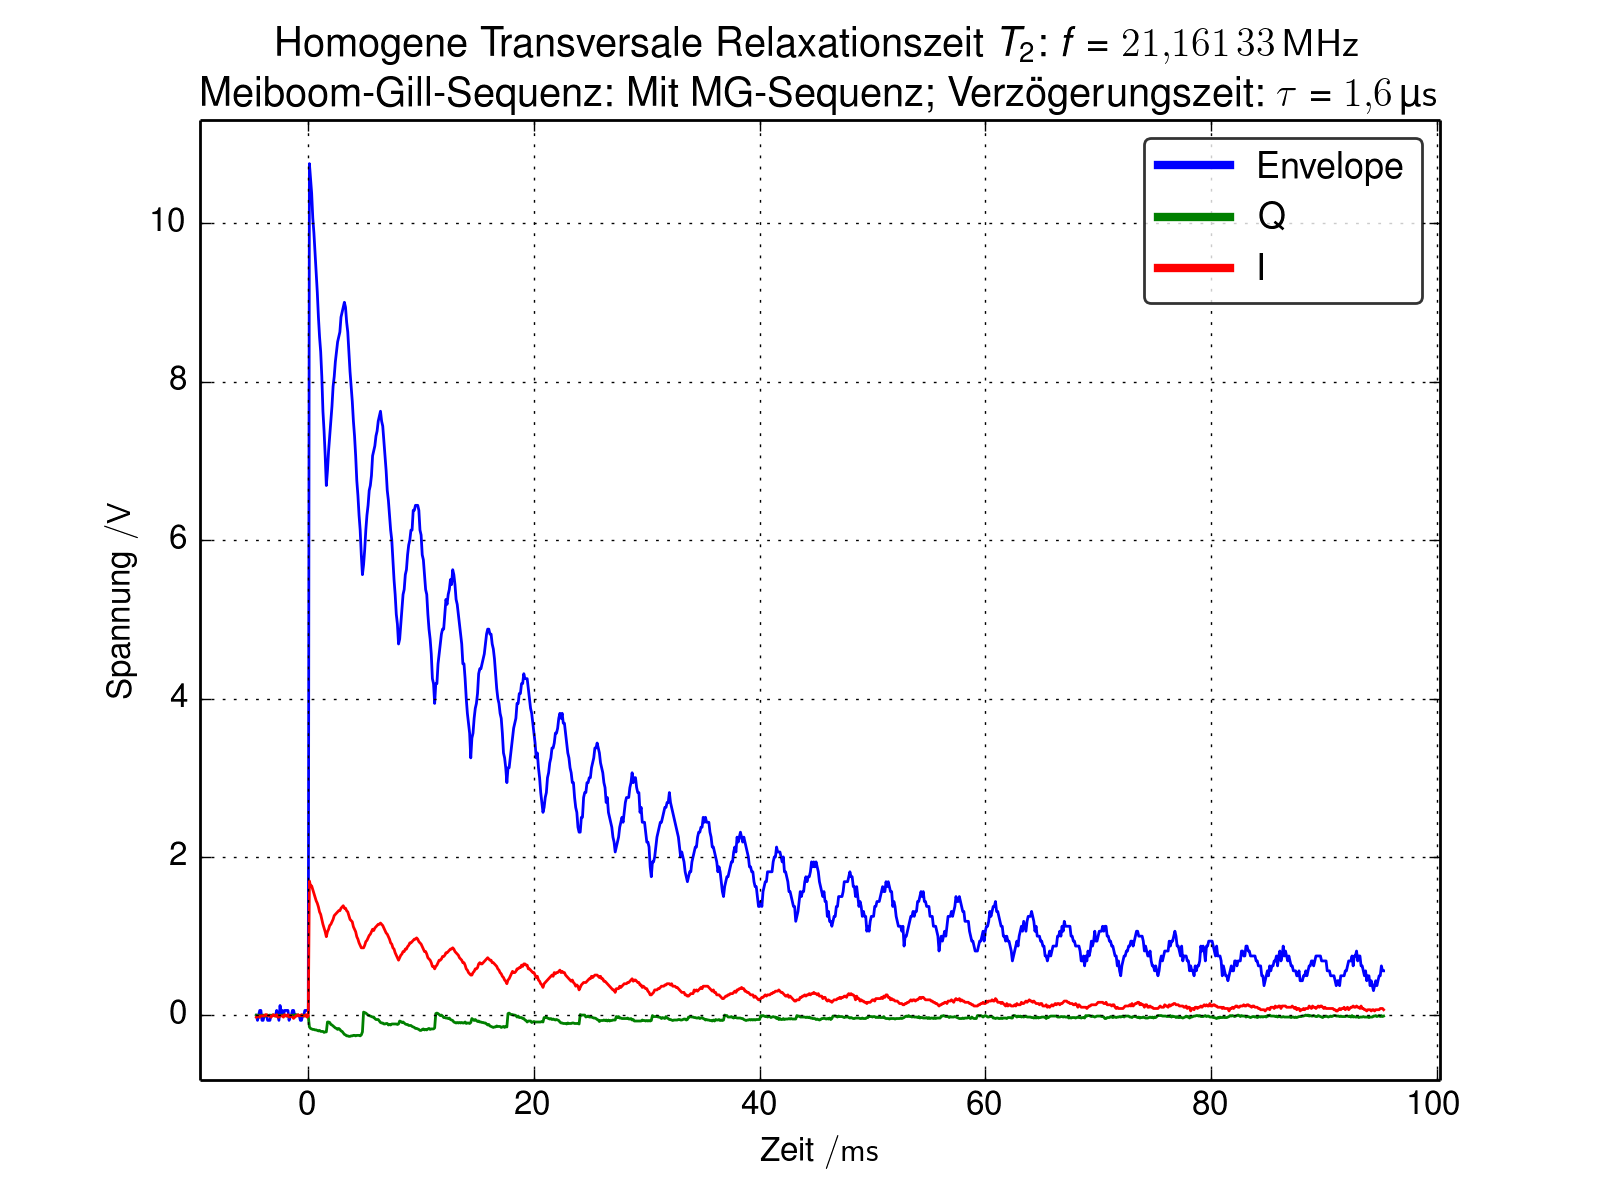 Homogene Transversale Relaxationszeit T₂: f = 21,161 33 MHz
Meiboom-Gill-Sequenz: Mit MG-Sequenz; Verzögerungszeit: τ = 1,6 µs
Envelope
Q
I
10
8
6
4
2
0
Spannung /V
0 20 40 60 80 100
Zeit /ms